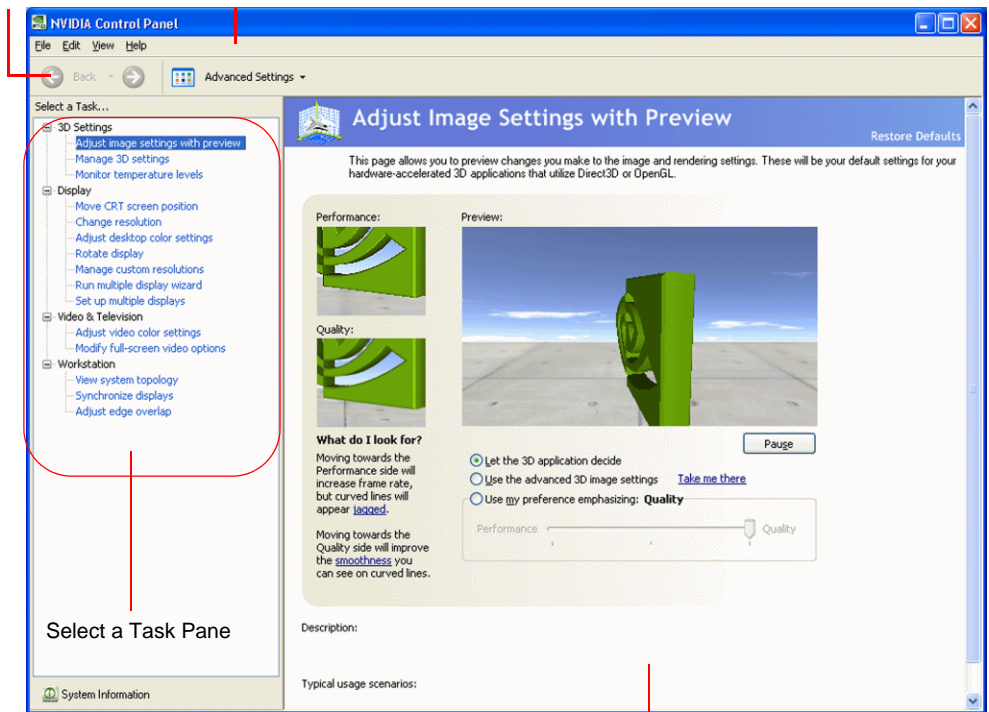 NVIDIA Control Panel
File Edit View Help
Back Advanced Settings
Select a Task...
3D Settings
Adjust image settings with preview
Manage 3D settings
Monitor temperature levels
Display
Move CRT screen position
Change resolution
Adjust desktop color settings
Rotate display
Manage custom resolutions
Run multiple display wizard
Set up multiple displays
Video & Television
Adjust video color settings
Modify full-screen video options
Workstation
View system topology
Synchronize displays
Adjust edge overlap
Select a Task Pane
System Information
Adjust Image Settings with Preview
Restore Defaults
This page allows you to preview changes you make to the image and rendering settings. These will be your default settings for your
hardware-accelerated 3D applications that utilize Direct3D or OpenGL.
Performance:
Quality:
What do I look for?
Moving towards the
Performance side will
increase frame rate,
but curved lines will
appear jagged.
Moving towards the
Quality side will improve
the smoothness you
can see on curved lines.
Preview:
Pause
Let the 3D application decide
Use the advanced 3D image settings Take me there
Use my preference emphasizing: Quality
Performance Quality
Description:
Typical usage scenarios: